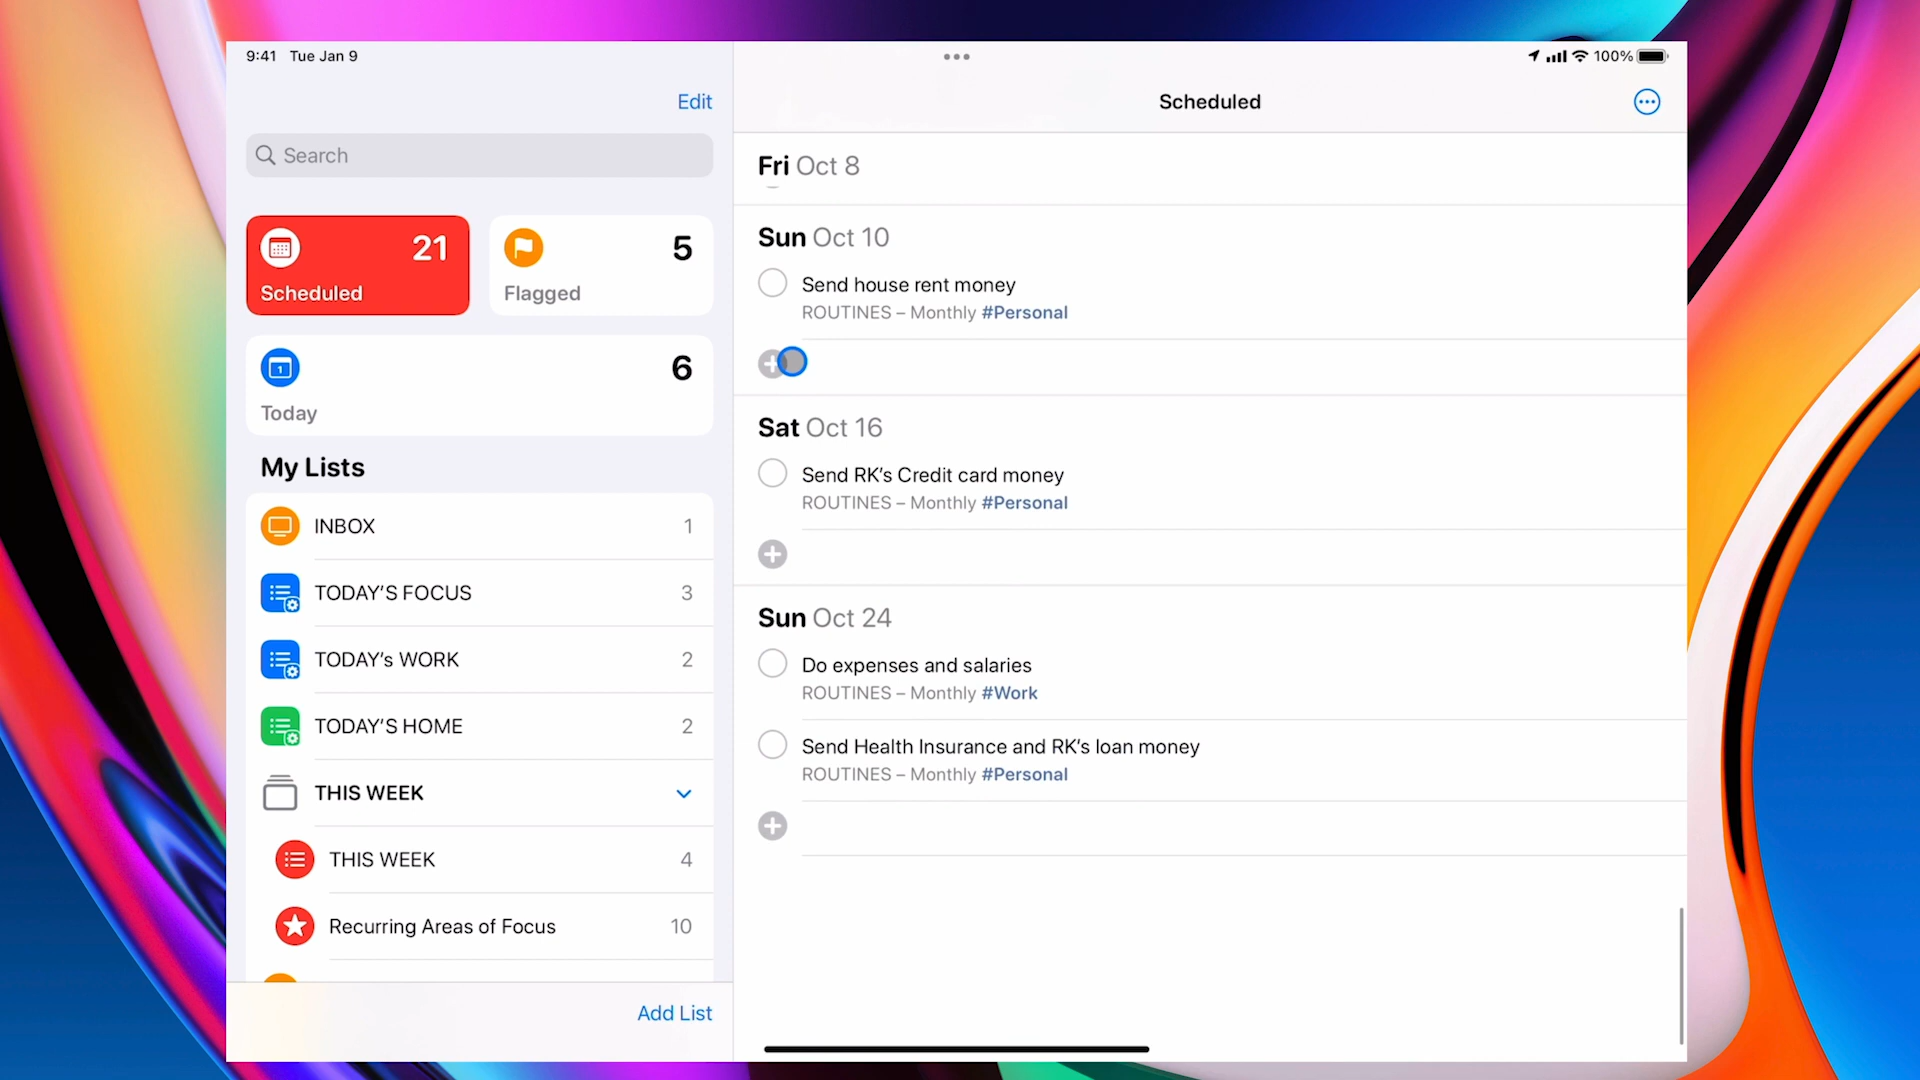 9:41 Tue Jan 9
100%
Edit
Search
21
Scheduled
5
Flagged
1
6
Today
My Lists
INBOX 1
TODAY'S FOCUS 3
TODAY's WORK 2
TODAY'S HOME 2
THIS WEEK
THIS WEEK 4
Recurring Areas of Focus 10
Add List
Scheduled
Fri Oct 8
Sun Oct 10
Send house rent money
ROUTINES – Monthly #Personal
Sat Oct 16
Send RK's Credit card money
ROUTINES – Monthly #Personal
Sun Oct 24
Do expenses and salaries
ROUTINES – Monthly #Work
Send Health Insurance and RK's loan money
ROUTINES – Monthly #Personal